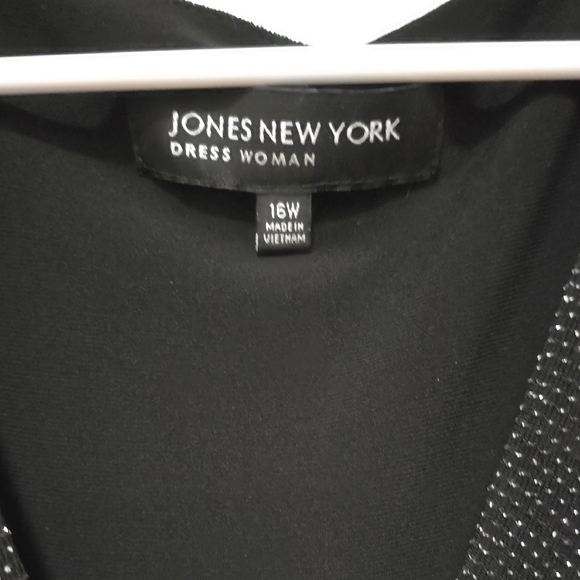 JONES NEW YORK
DRESS WOMAN
16W
MADE IN
VIETNAM